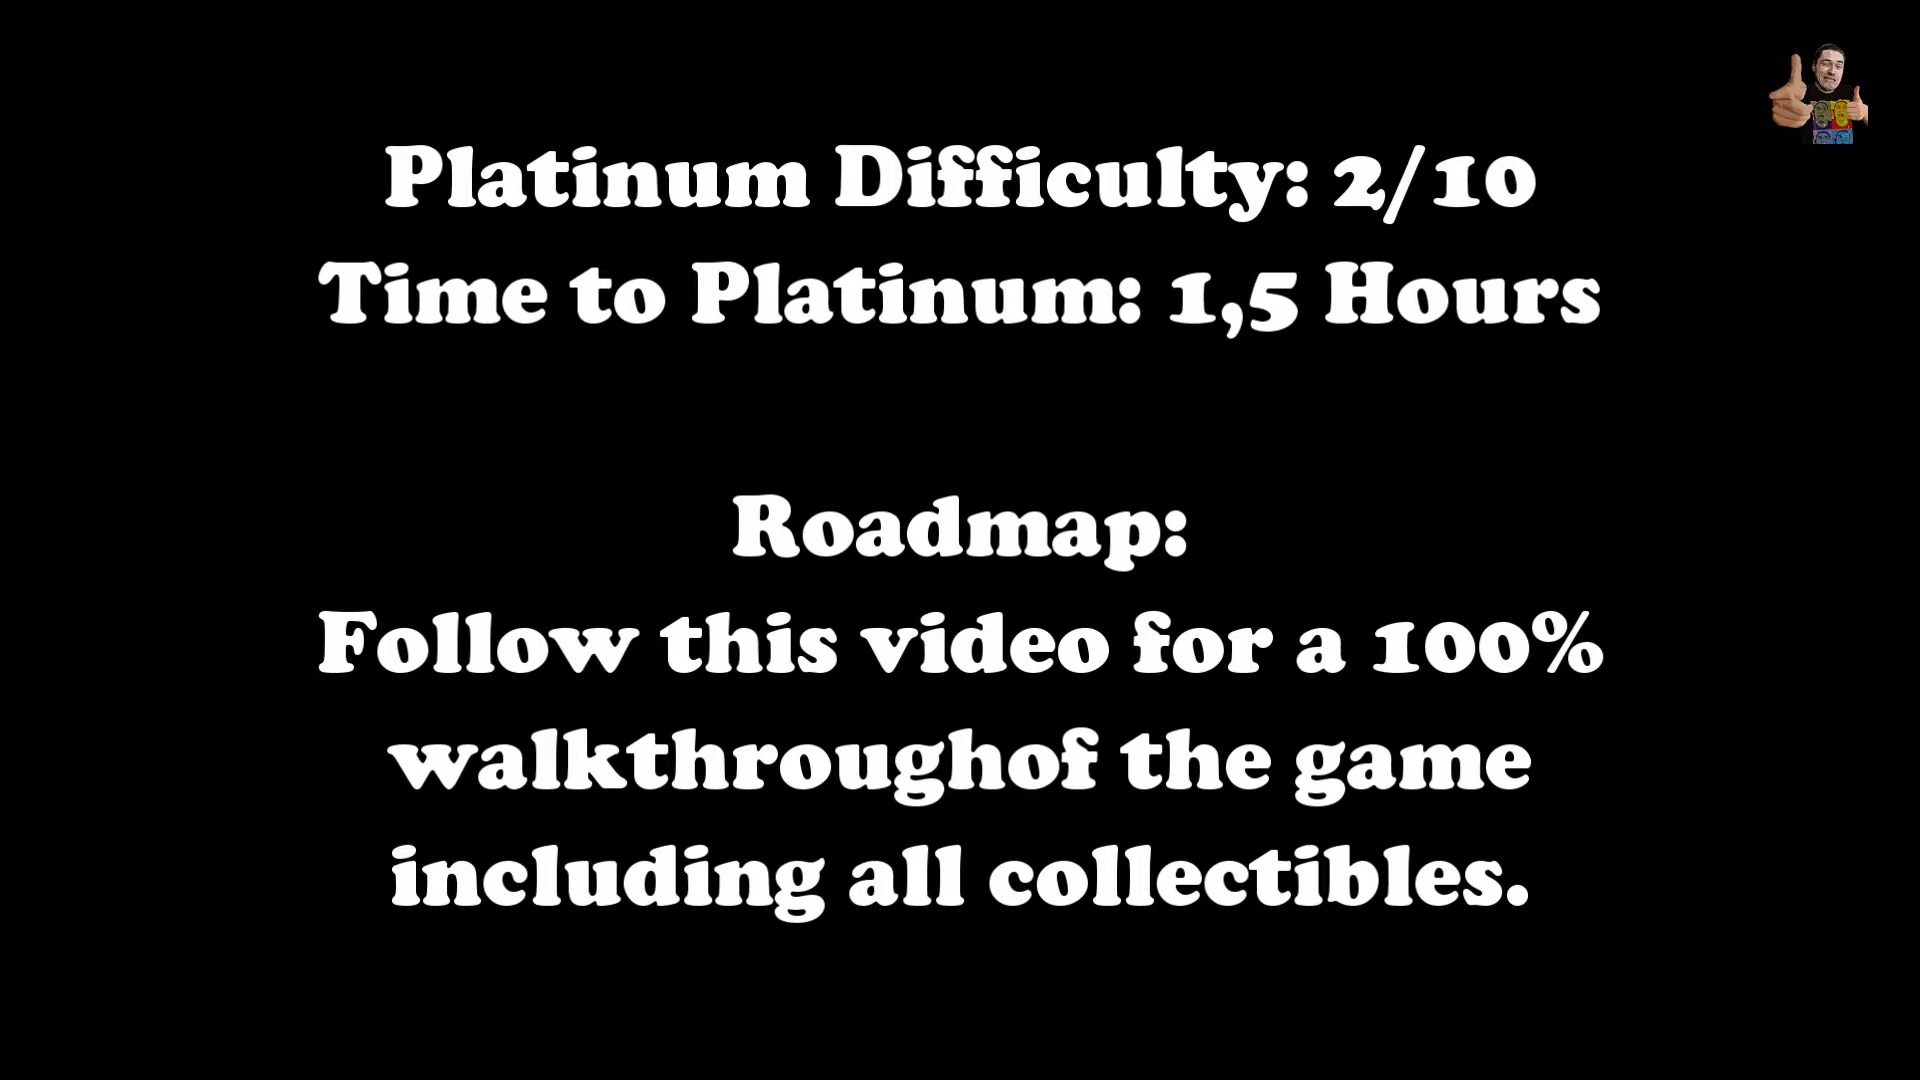 Platinum Difficulty: 2/10
Time to Platinum: 1,5 Hours
Roadmap:
Follow this video for a 100%
walkthroughof the game
including all collectibles.